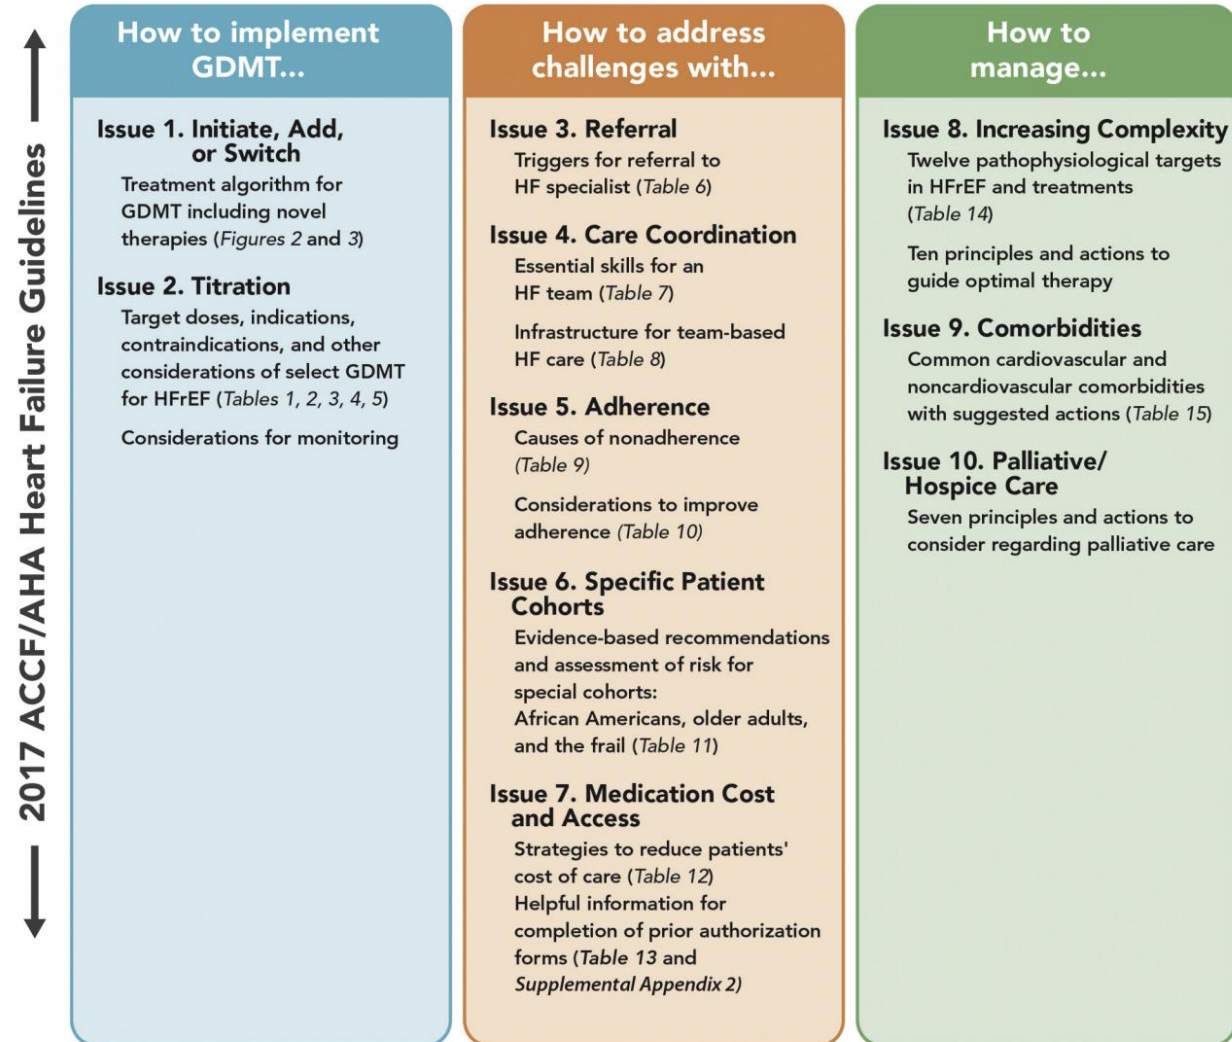 2017 ACCF/AHA Heart Failure Guidelines
How to implement
GDMT...
Issue 1. Initiate, Add,
or Switch
Treatment algorithm for
GDMT including novel
therapies (Figures 2 and 3)
Issue 2. Titration
Target doses, indications,
contraindications, and other
considerations of select GDMT
for HFrEF (Tables 1, 2, 3, 4, 5)
Considerations for monitoring
How to address
challenges with...
Issue 3. Referral
Triggers for referral to
HF specialist (Table 6)
Issue 4. Care Coordination
Essential skills for an
HF team (Table 7)
Infrastructure for team-based
HF care (Table 8)
Issue 5. Adherence
Causes of nonadherence
(Table 9)
Considerations to improve
adherence (Table 10)
Issue 6. Specific Patient
Cohorts
Evidence-based recommendations
and assessment of risk for
special cohorts:
African Americans, older adults,
and the frail (Table 11)
Issue 7. Medication Cost
and Access
Strategies to reduce patients'
cost of care (Table 12)
Helpful information for
completion of prior authorization
forms (Table 13 and
Supplemental Appendix 2)
How to
manage...
Issue 8. Increasing Complexity
Twelve pathophysiological targets
in HFrEF and treatments
(Table 14)
Ten principles and actions to
guide optimal therapy
Issue 9. Comorbidities
Common cardiovascular and
noncardiovascular comorbidities
with suggested actions (Table 15)
Issue 10. Palliative/
Hospice Care
Seven principles and actions to
consider regarding palliative care